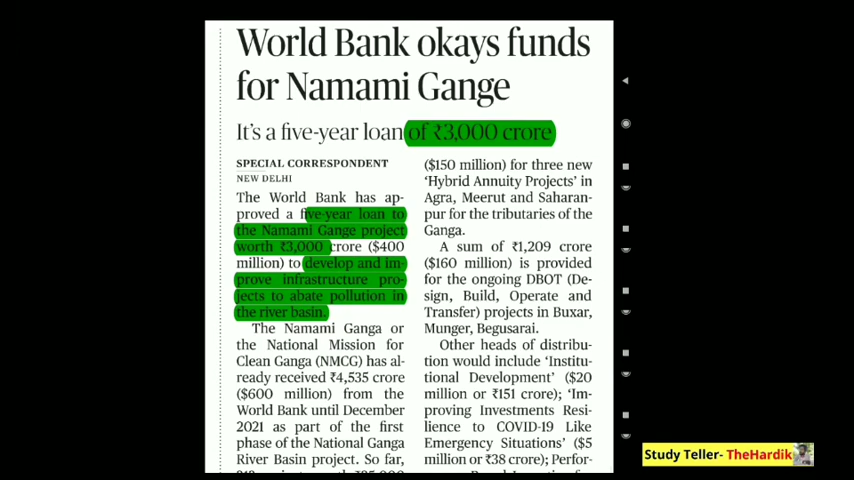 World Bank okays funds
for Namami Gange
It's a five-year loan of ₹3,000 crore
SPECIAL CORRESPONDENT
NEW DELHI
The World Bank has ap-
proved a five-year loan to
the Namami Gange project
worth ₹3,000 crore ($400
million) to develop and im-
prove infrastructure pro-
jects to abate pollution in
the river basin.
The Namami Ganga or
the National Mission for
Clean Ganga (NMCG) has al-
ready received ₹4,535 crore
($600 million) from the
World Bank until December
2021 as part of the first
phase of the National Ganga
River Basin project. So far,
($150 million) for three new
'Hybrid Annuity Projects' in
Agra, Meerut and Saharan-
pur for the tributaries of the
Ganga.
A sum of ₹1,209 crore
($160 million) is provided
for the ongoing DBOT (De-
sign, Build, Operate and
Transfer) projects in Buxar,
Munger, Begusarai.
Other heads of distribu-
tion would include 'Institu-
tional Development' ($20
million or ₹151 crore); 'Im-
proving Investments Resi-
lience to COVID-19 Like
Emergency Situations' ($5
million or ₹38 crore); Perfor-
Study Teller- TheHardik